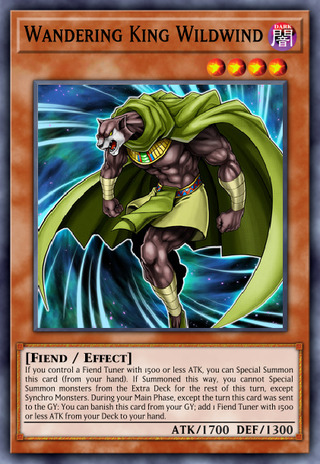 Wandering King Wildwind
DARK
闇
[Fiend / Effect]
If you control a Fiend Tuner with 1500 or less ATK, you can Special Summon
this card (from your hand). If Summoned this way, you cannot Special
Summon monsters from the Extra Deck for the rest of this turn, except
Synchro Monsters. During your Main Phase, except the turn this card was sent
to the GY: You can banish this card from your GY; add 1 Fiend Tuner with 1500
or less ATK from your Deck to your hand.
ATK/1700 DEF/1300